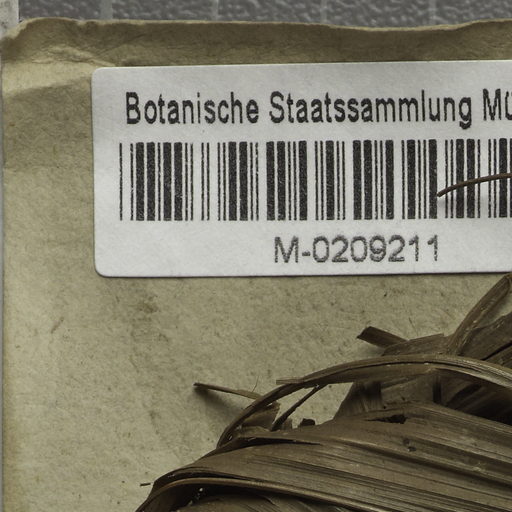 Botanische Staatssammlung Mü
M-0209211